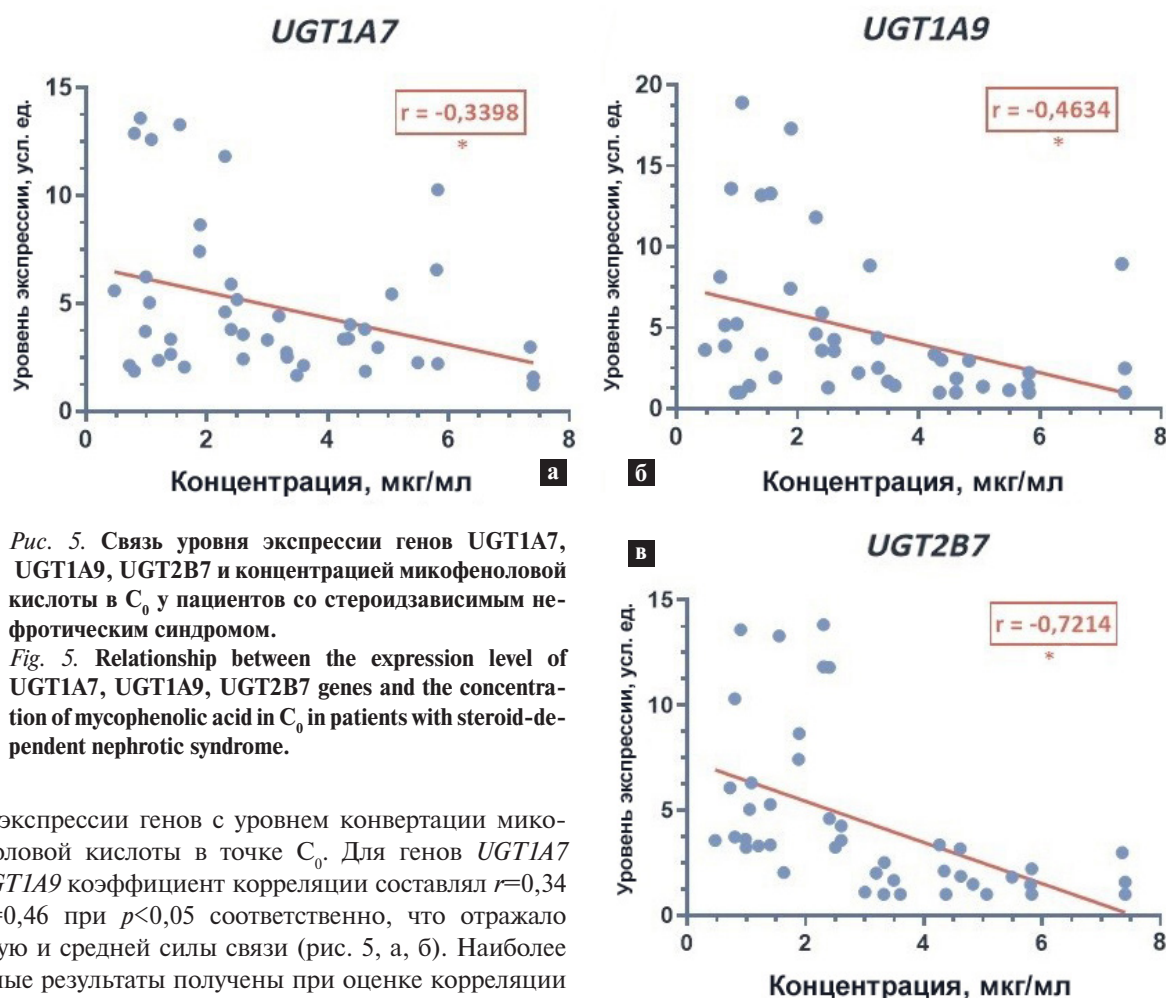 UGT1A7
Уровень экспрессии, усл. ед.
15
10
5
0
r = -0,3398
*
0 2 4 6 8
Концентрация, мкг/мл
а
UGT1A9
Уровень экспрессии, усл. ед.
20
15
10
5
0
r = -0,4634
*
0 2 4 6 8
б
Концентрация, мкг/мл
Рис. 5. Связь уровня экспрессии генов UGT1A7,
UGT1A9, UGT2B7 и концентрацией микофеноловой
кислоты в C0 у пациентов со стероидзависимым не-
фротическим синдромом.
Fig. 5. Relationship between the expression level of
UGT1A7, UGT1A9, UGT2B7 genes and the concentra-
tion of mycophenolic acid in C0 in patients with steroid-de-
pendent nephrotic syndrome.
экспрессии генов с уровнем конвертации мико-
оловой кислоты в точке C0. Для генов UGT1A7
GT1A9 коэффициент корреляции составлял r=0,34
=0,46 при p<0,05 соответственно, что отражало
ую и средней силы связи (рис. 5, а, б). Наиболее
ные результаты получены при оценке корреляции
в
UGT2B7
Уровень экспрессии, усл. ед.
15
10
5
0
r = -0,7214
*
0 2 4 6 8
Концентрация, мкг/мл